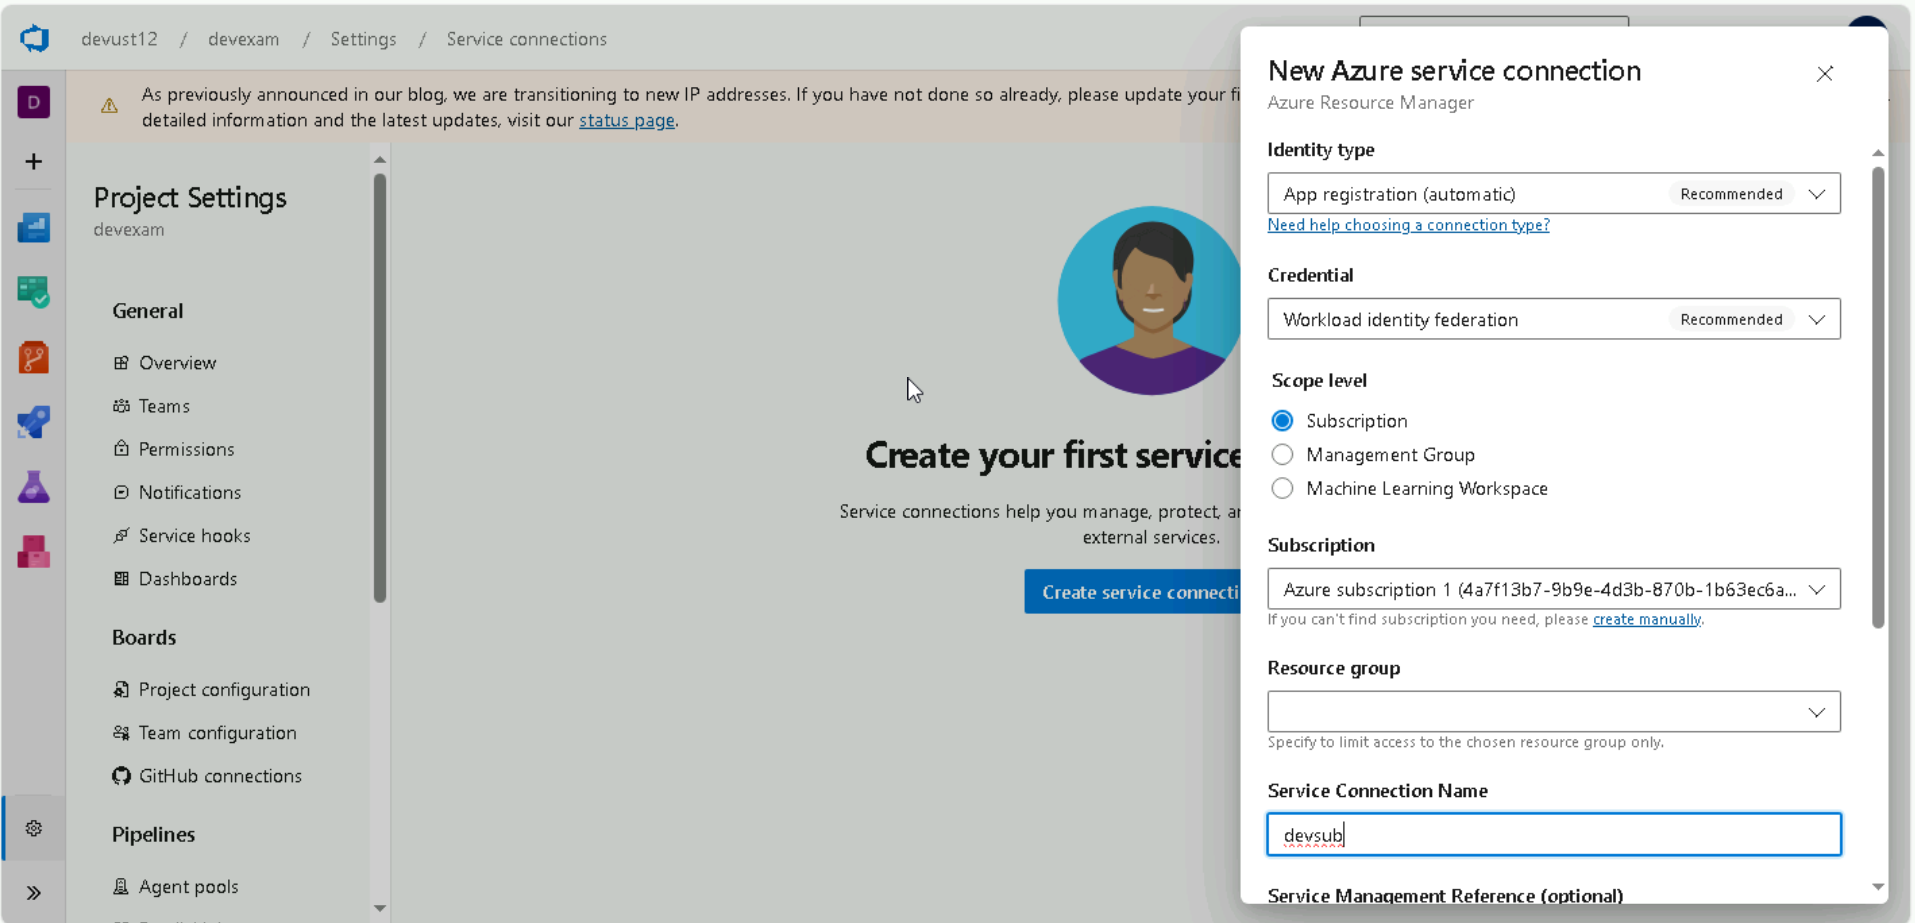 devust12 / devexam / Settings / Service connections
D
As previously announced in our blog, we are transitioning to new IP addresses. If you have not done so already, please update your
detailed information and the latest updates, visit our status page.
Project Settings
devexam
General
Overview
Teams
Permissions
Notifications
Service hooks
Dashboards
Boards
Project configuration
Team configuration
GitHub connections
Pipelines
Agent pools
Create your first service
Service connections help you manage, protect,
external services.
Create service
New Azure service connection
Azure Resource Manager
Identity type
App registration (automatic) Recommended
Need help choosing a connection type?
Credential
Workload identity federation Recommended
Scope level
Subscription
Management Group
Machine Learning Workspace
Subscription
Azure subscription 1 (4a7f13b7-9b9e-4d3b-870b-1b63ec6a...
If you can't find subscription you need, please create manually.
Resource group
Specify to limit access to the chosen resource group only.
Service Connection Name
devsub
Service Management Reference (optional)